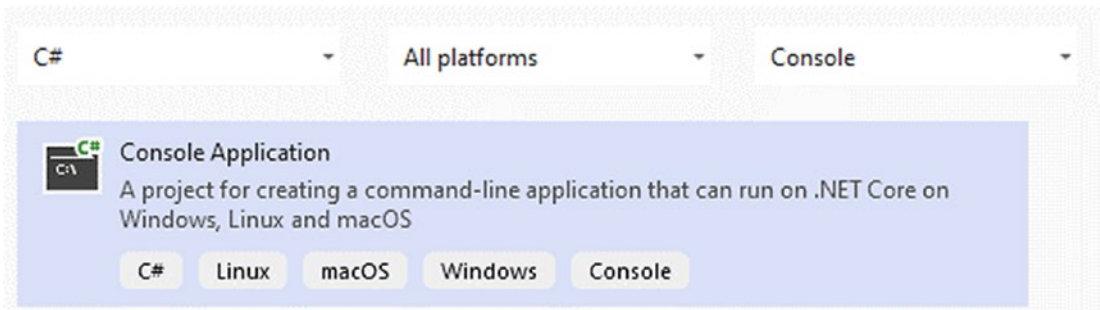 C# All platforms Console
C#
C:\
Console Application
A project for creating a command-line application that can run on .NET Core on
Windows, Linux and macOS
C# Linux macOS Windows Console